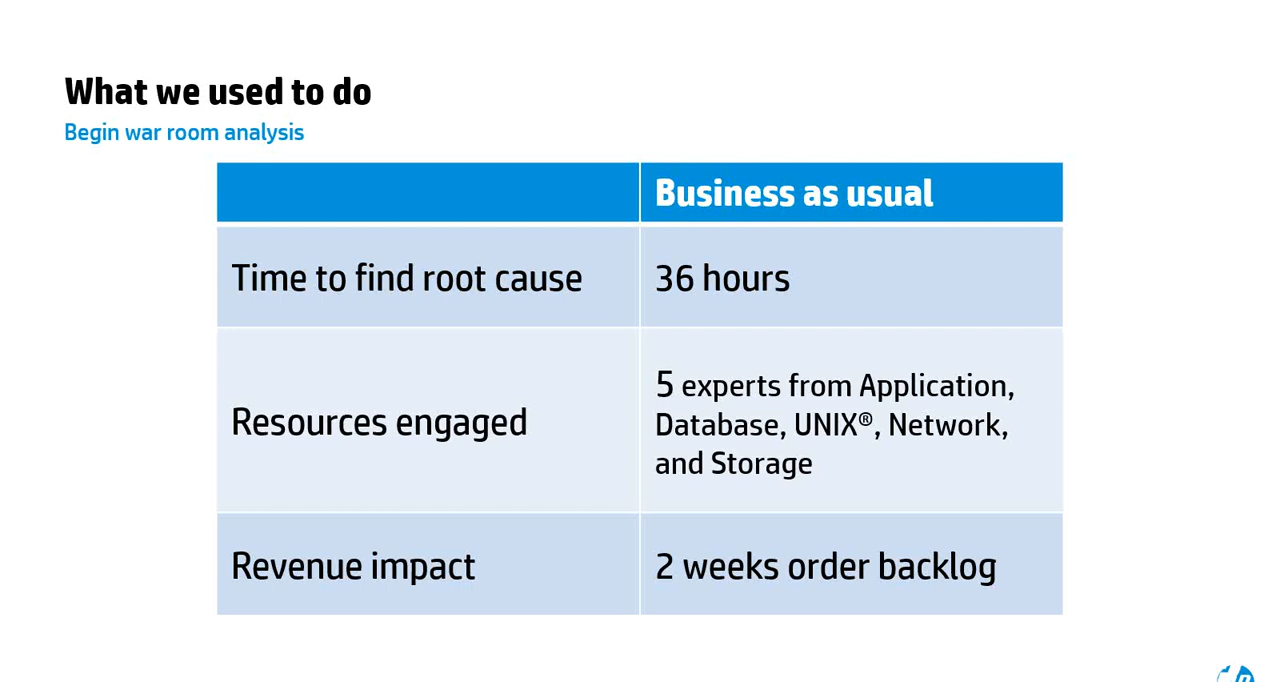 What we used to do
Begin war room analysis
Business as usual
Time to find root cause
36 hours
Resources engaged
5 experts from Application,
Database, UNIX®, Network,
and Storage
Revenue impact
2 weeks order backlog